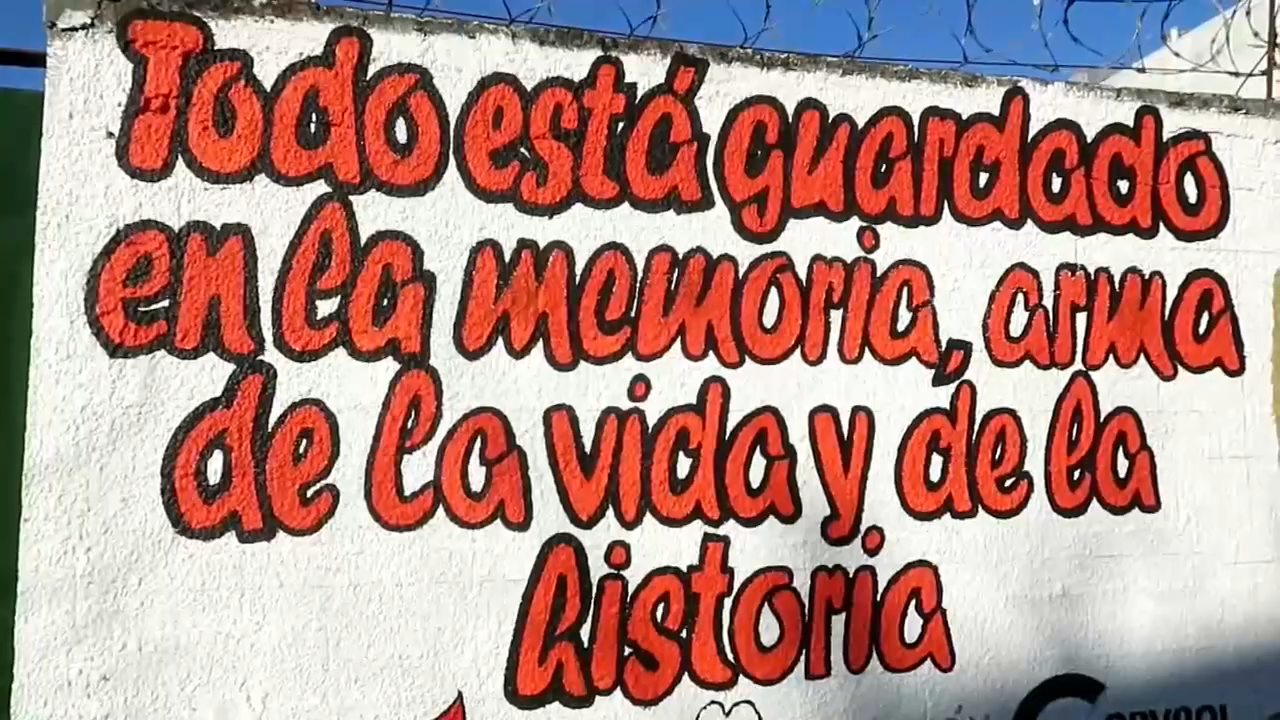 Todo está guardado
en la memoria, arma
de la vida y de la
historia